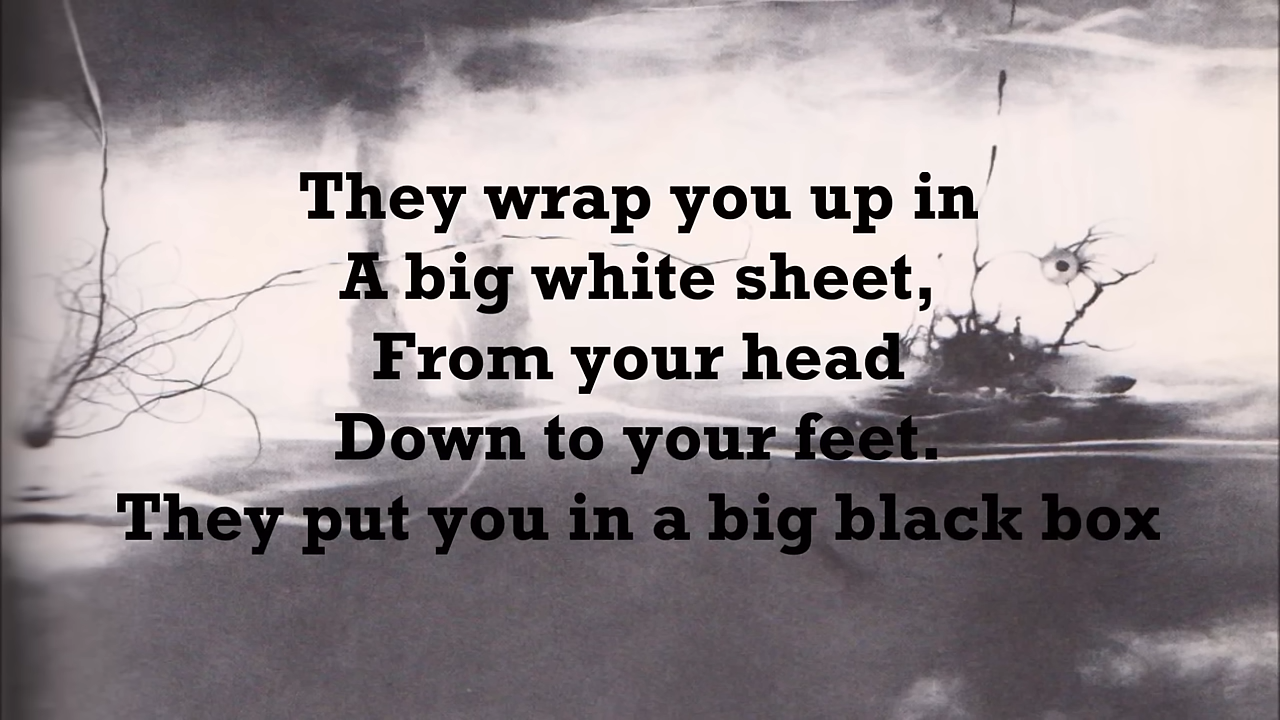 They wrap you up in
A big white sheet,
From your head
Down to your feet.
They put you in a big black box